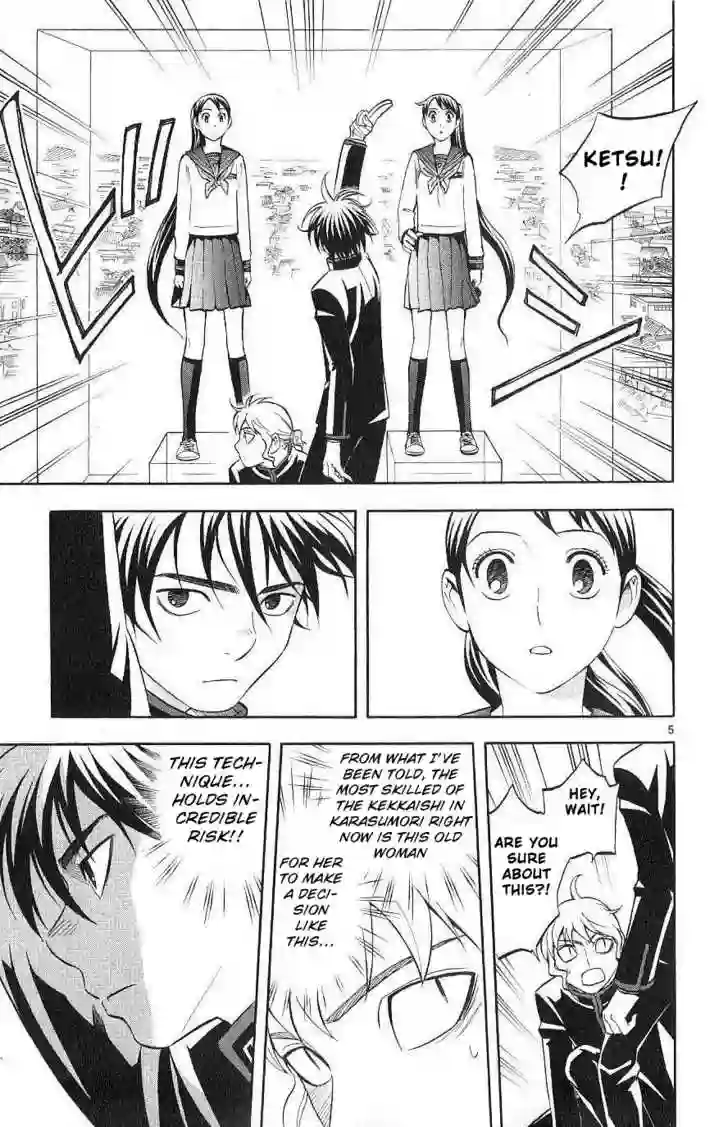 KETSU!
!
5
HEY,
WAIT!
ARE YOU
SURE
ABOUT
THIS?!
FROM WHAT I'VE
BEEN TOLD, THE
MOST SKILLED OF
THE KEKKAISHI IN
KARASUMORI RIGHT
NOW IS THIS OLD
WOMAN
FOR HER
TO MAKE
A DECI-
SION
LIKE
THIS...
THIS TECH-
NIQUE...
HOLDS IN-
CREDIBLE
RISK!!